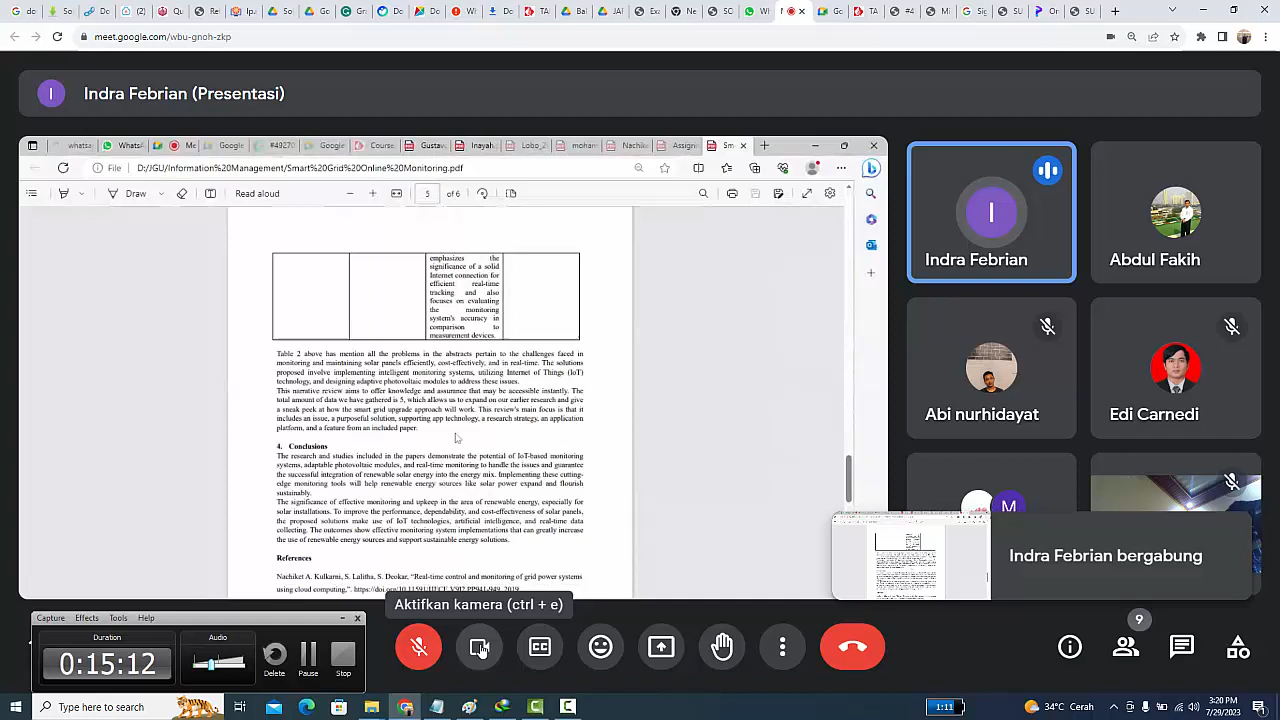 meet.google.com/wbu-gnoh-zkp
I Indra Febrian (Presentasi)
File D:/JGU/Information%20Management/Smart%20Grid%20Online%20Monitoring.pdf
Draw Read aloud 5 of 6
emphasizes the
significance of a solid
Internet connection for
efficient real-time
tracking and also
focuses on evaluating
the monitoring
system's accuracy in
comparison to
measurement devices.
Table 2 above has mention all the problems in the abstracts pertain to the challenges faced in
monitoring and maintaining solar panels efficiently, cost-effectively, and in real-time. The solutions
proposed involve implementing intelligent monitoring systems, utilizing Internet of Things (IoT)
technology, and designing adaptive photovoltaic modules to address these issues.
This narrative review aims to offer knowledge and assurance that may be accessible instantly. The
total amount of data we have gathered is 5, which allows us to expand on our earlier research and give
a sneak peek at how the smart grid upgrade approach will work. This review's main focus is that it
includes an issue, a purposeful solution, supporting app technology, a research strategy, an application
platform, and a feature from an included paper.
4. Conclusions
The research and studies included in the papers demonstrate the potential of IoT-based monitoring
systems, adaptable photovoltaic modules, and real-time monitoring to handle the issues and guarantee
the successful integration of renewable solar energy into the energy mix. Implementing these cutting-
edge monitoring tools will help renewable energy sources like solar power expand and flourish
sustainably.
The significance of effective monitoring and upkeep in the area of renewable energy, especially for
solar installations. To improve the performance, dependability, and cost-effectiveness of solar panels,
the proposed solutions make use of IoT technologies, artificial intelligence, and real-time data
collecting. The outcomes show effective monitoring system implementations that can greatly increase
the use of renewable energy sources and support sustainable energy solutions.
References
Nachiket A. Kulkarni, S. Lalitha, S. Deokar, “Real-time control and monitoring of grid power systems
using cloud computing,”.
I
Indra Febrian
Abdul Fakih
Abi nurhidayat
Edi Carnedi
M
Indra Febrian bergabung
Aktifkan kamera (ctrl + e)
9
Capture Effects Tools Help
Duration Audio
0:15:12 Delete Pause Stop
Type here to search
1:11
34°C Cerah
3:20 PM
7/29/2023